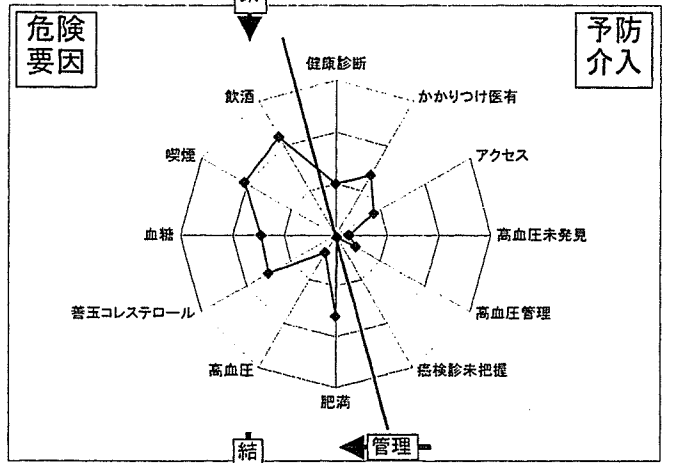 危険
要因
予防
介入
健康診断
飲酒
かかりつけ医有
喫煙
アクセス
血糖
高血圧未発見
善玉コレステロール
高血圧管理
高血圧
癌検診未把握
肥満
結
管理